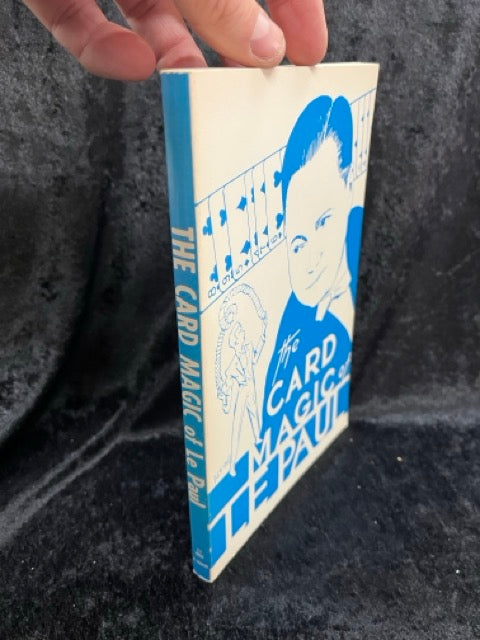 THE CARD MAGIC of Le Paul
The
CARD
MAGIC of
LE PAUL